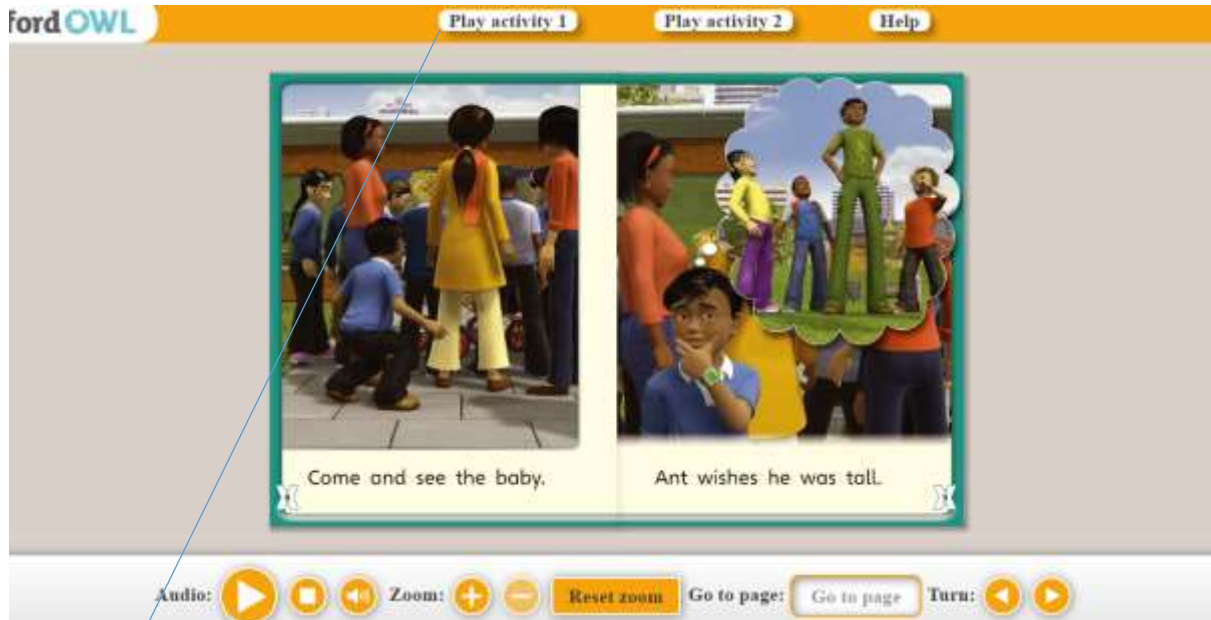 ford OWL
Play activity 1
Play activity 2
Help
Come and see the baby.
Ant wishes he was tall.
Audio:
Zoom:
Reset zoom
Go to page:
Go to page
Turn: